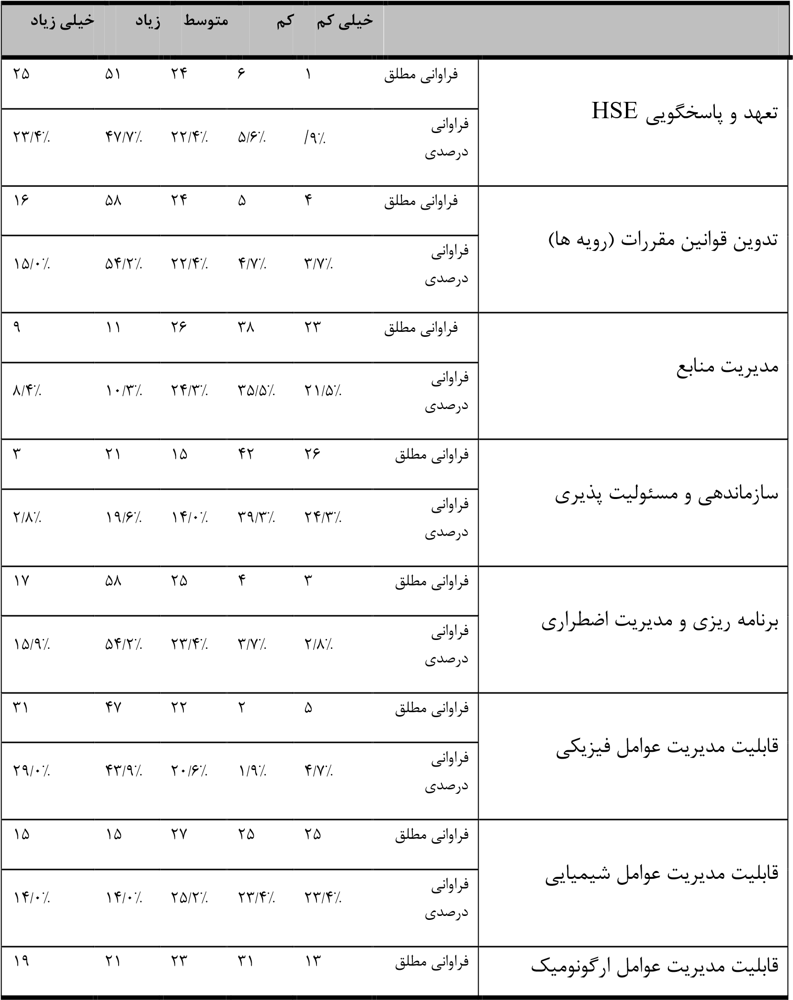 خیلی کم کم متوسط زیاد خیلی زیاد
تعهد و پاسخگویی HSE
فراوانی مطلق ۱ ۶ ۲۴ ۵۱ ۲۵
فراوانی
درصدی
/۹٪ ۵/۶٪ ۲۲/۴٪ ۴۷/۷٪ ۲۳/۴٪
تدوین قوانین مقررات (رویه ها)
فراوانی مطلق ۴ ۵ ۲۴ ۵۸ ۱۶
فراوانی
درصدی
۳/۷٪ ۴/۷٪ ۲۲/۴٪ ۵۴/۲٪ ۱۵/۰٪
مدیریت منابع
فراوانی مطلق ۲۳ ۳۸ ۲۶ ۱۱ ۹
فراوانی
درصدی
۲۱/۵٪ ۳۵/۵٪ ۲۴/۳٪ ۱۰/۳٪ ۸/۴٪
سازماندهی و مسئولیت پذیری
فراوانی مطلق ۲۶ ۴۲ ۱۵ ۲۱ ۳
فراوانی
درصدی
۲۴/۳٪ ۳۹/۳٪ ۱۴/۰٪ ۱۹/۶٪ ۲/۸٪
برنامه ریزی و مدیریت اضطراری
فراوانی مطلق ۳ ۴ ۲۵ ۵۸ ۱۷
فراوانی
درصدی
۲/۸٪ ۳/۷٪ ۲۳/۴٪ ۵۴/۲٪ ۱۵/۹٪
قابلیت مدیریت عوامل فیزیکی
فراوانی مطلق ۵ ۲ ۲۲ ۴۷ ۳۱
فراوانی
درصدی
۴/۷٪ ۱/۹٪ ۲۰/۶٪ ۴۳/۹٪ ۲۹/۰٪
قابلیت مدیریت عوامل شیمیایی
فراوانی مطلق ۲۵ ۲۵ ۲۷ ۱۵ ۱۵
فراوانی
درصدی
۲۳/۴٪ ۲۳/۴٪ ۲۵/۲٪ ۱۴/۰٪ ۱۴/۰٪
قابلیت مدیریت عوامل ارگونومیک
فراوانی مطلق ۱۳ ۳۱ ۲۳ ۲۱ ۱۹